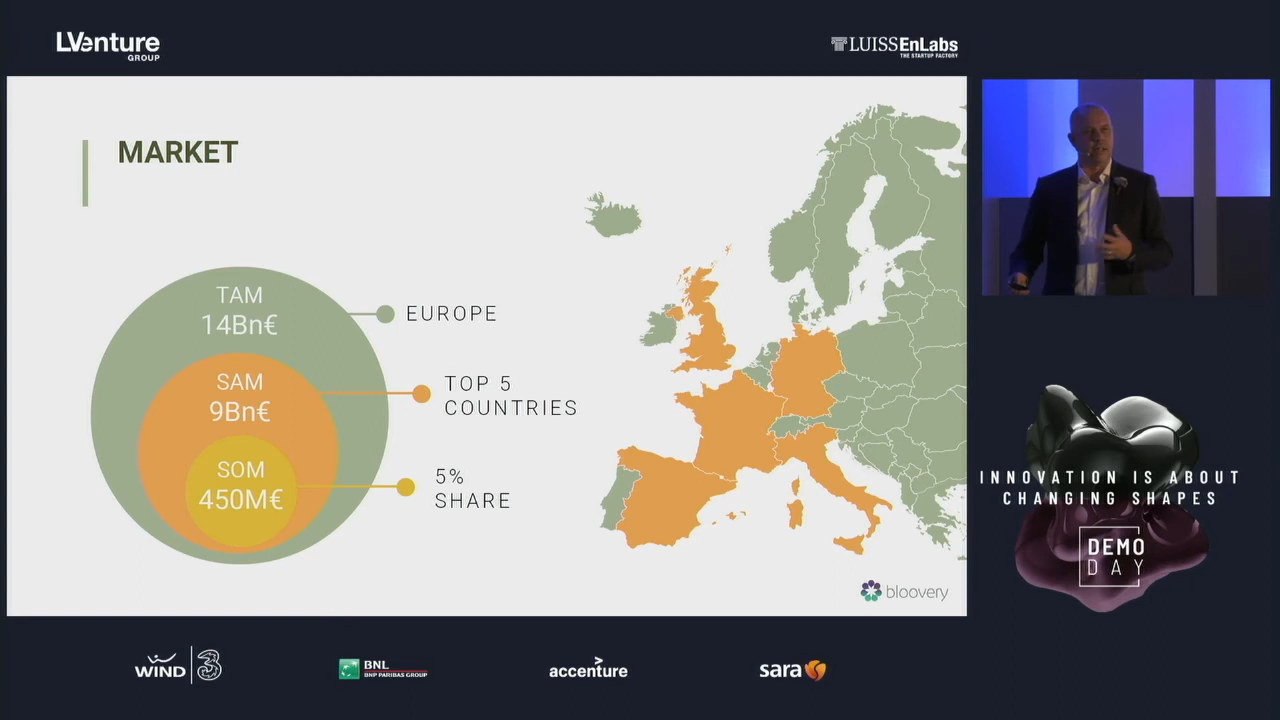 LVenture
GROUP
LUISSEnLabs
THE STARTUP FACTORY
MARKET
TAM
14Bn€
EUROPE
SAM
9Bn€
TOP 5
COUNTRIES
SOM
450M€
5%
SHARE
bloovery
INNOVATION IS ABOUT
CHANGING SHAPES
DEMO
DAY
WIND 3
BNL
BNP PARIBAS GROUP
accenture
sara